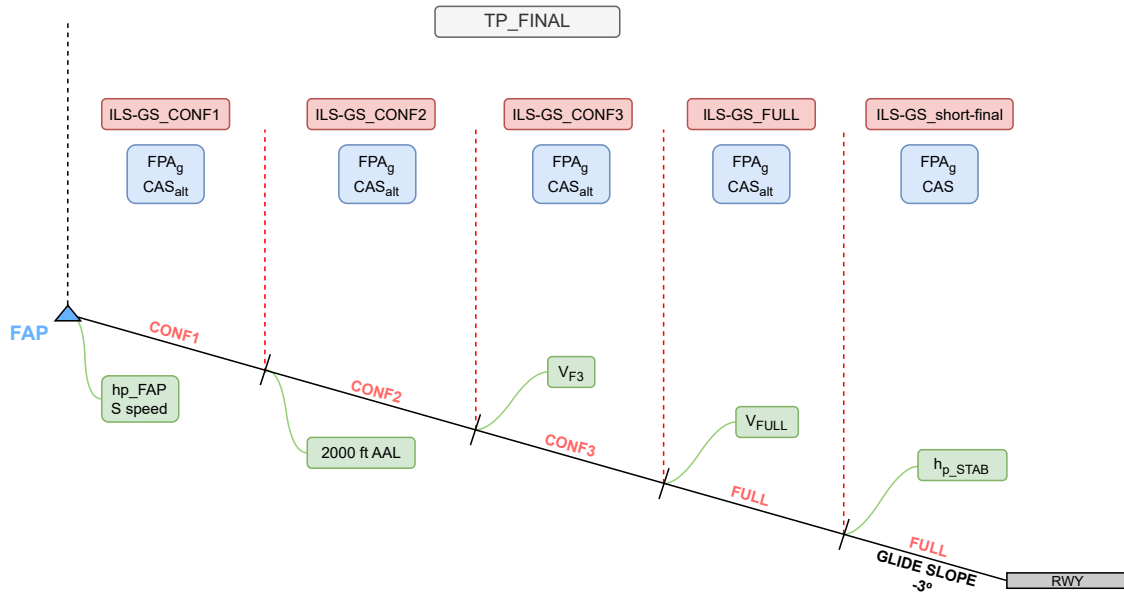 TP_FINAL
ILS-GS_CONF1
ILS-GS_CONF2
ILS-GS_CONF3
ILS-GS_FULL
ILS-GS_short-final
FPAg
CASalt
FPAg
CASalt
FPAg
CASalt
FPAg
CASalt
FPAg
CAS
FAP
CONF1
hp_FAP
S speed
CONF2
2000 ft AAL
VF3
CONF3
VFULL
FULL
hp_STAB
FULL
GLIDE SLOPE
-3º
RWY